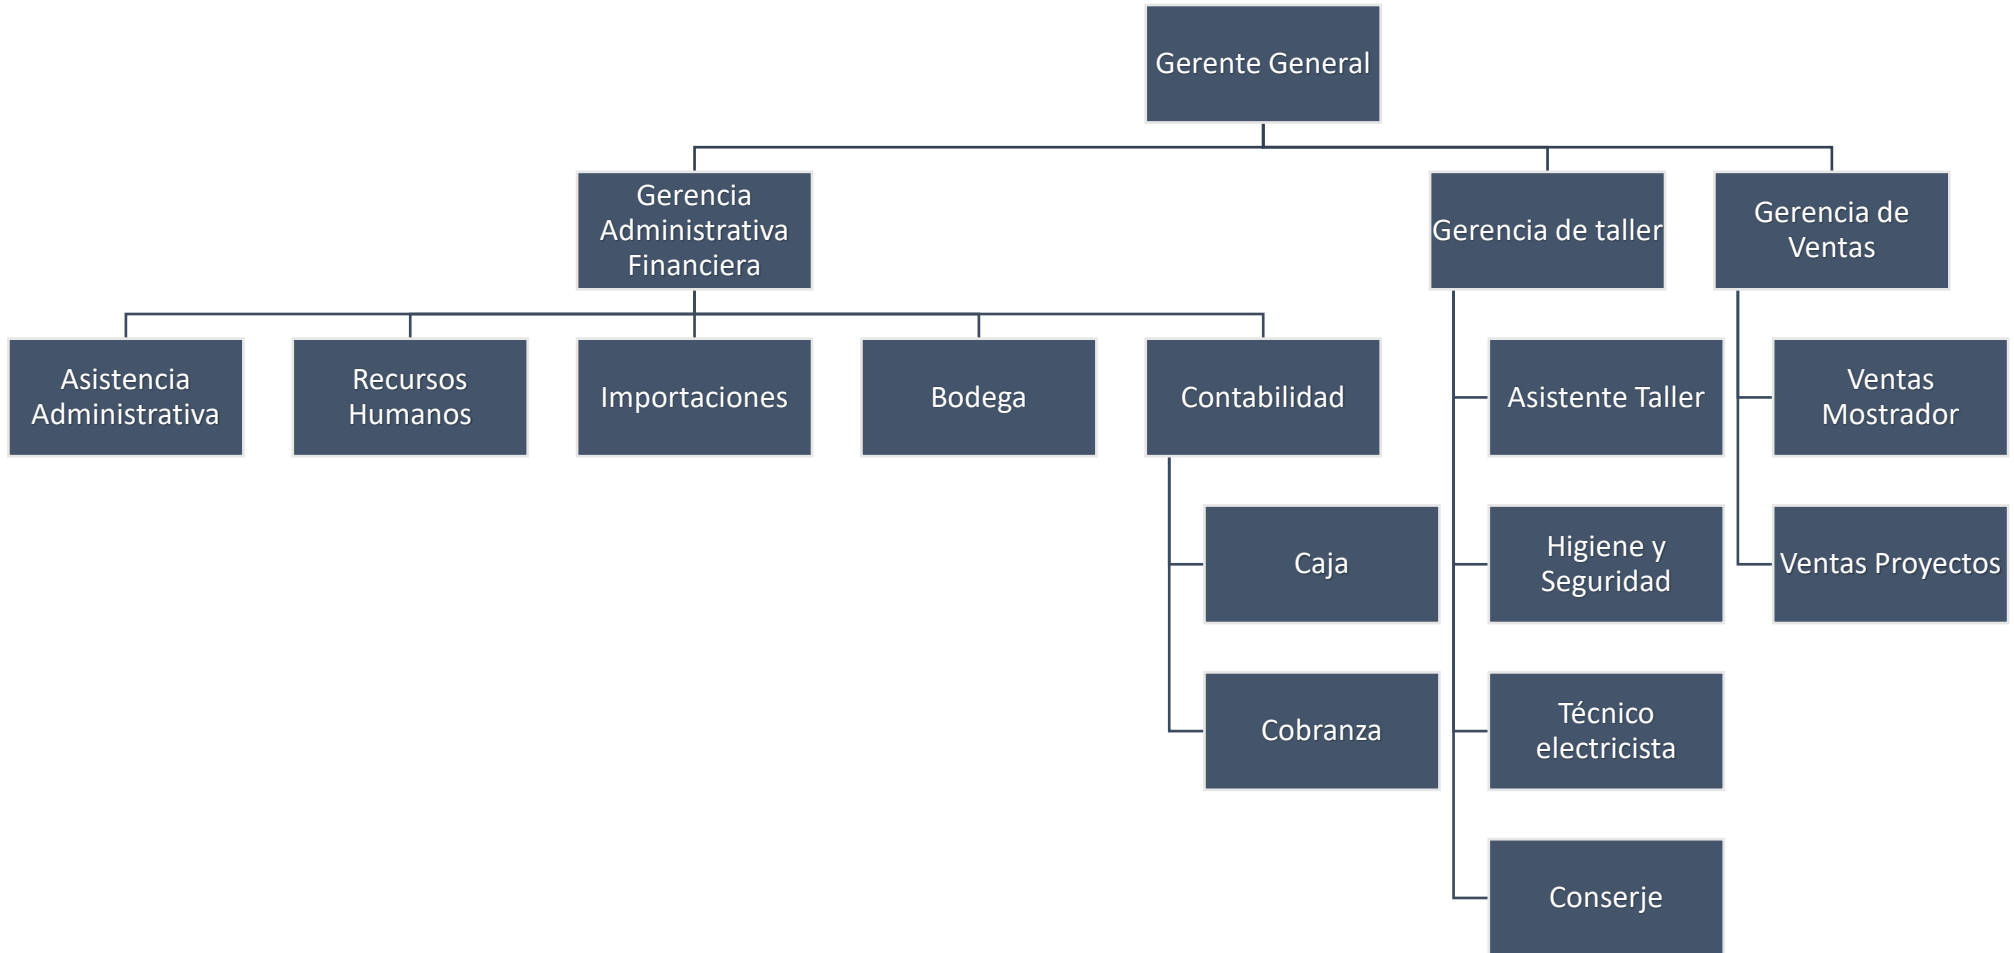 Gerente General
Gerencia
Administrativa
Financiera
Gerencia de taller
Gerencia de
Ventas
Asistencia
Administrativa
Recursos
Humanos
Importaciones
Bodega
Contabilidad
Asistente Taller
Ventas
Mostrador
Caja
Higiene y
Seguridad
Ventas Proyectos
Cobranza
Técnico
electricista
Conserje